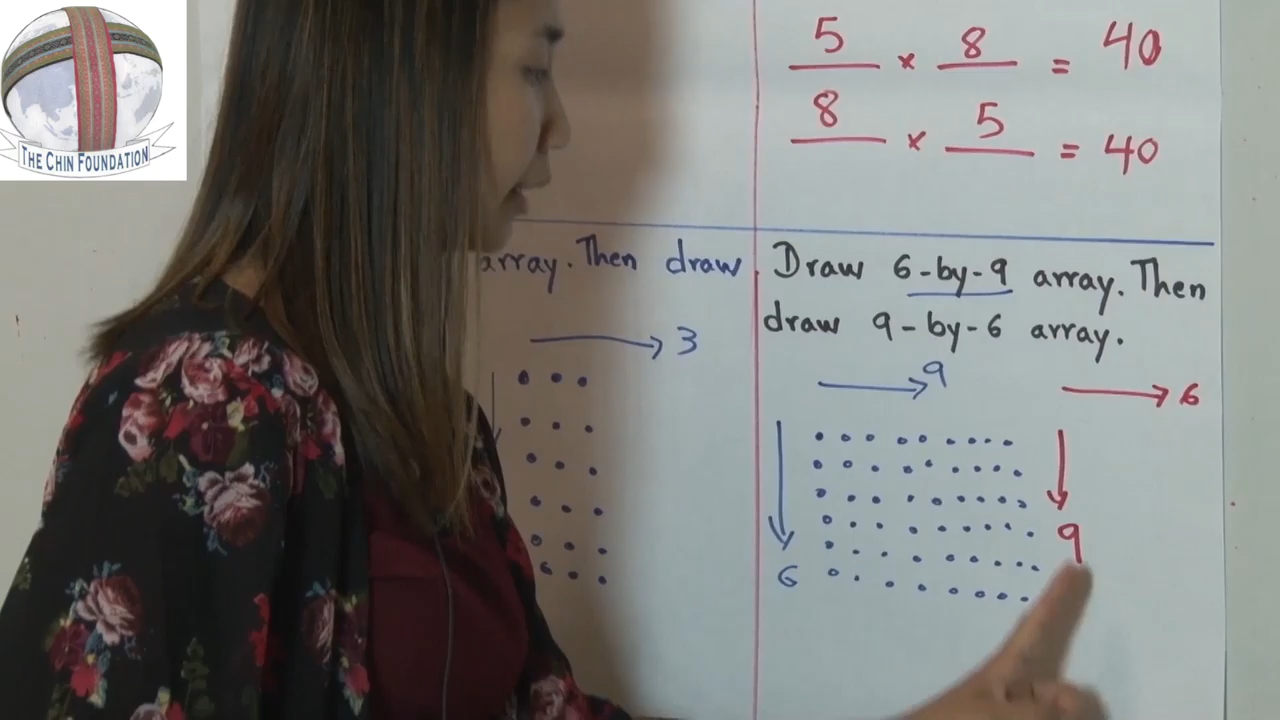 THE CHIN FOUNDATION
5 × 8 = 40
8 × 5 = 40
array. Then draw
3
Draw 6-by-9 array. Then
draw 9-by-6 array.
9
6
6
9